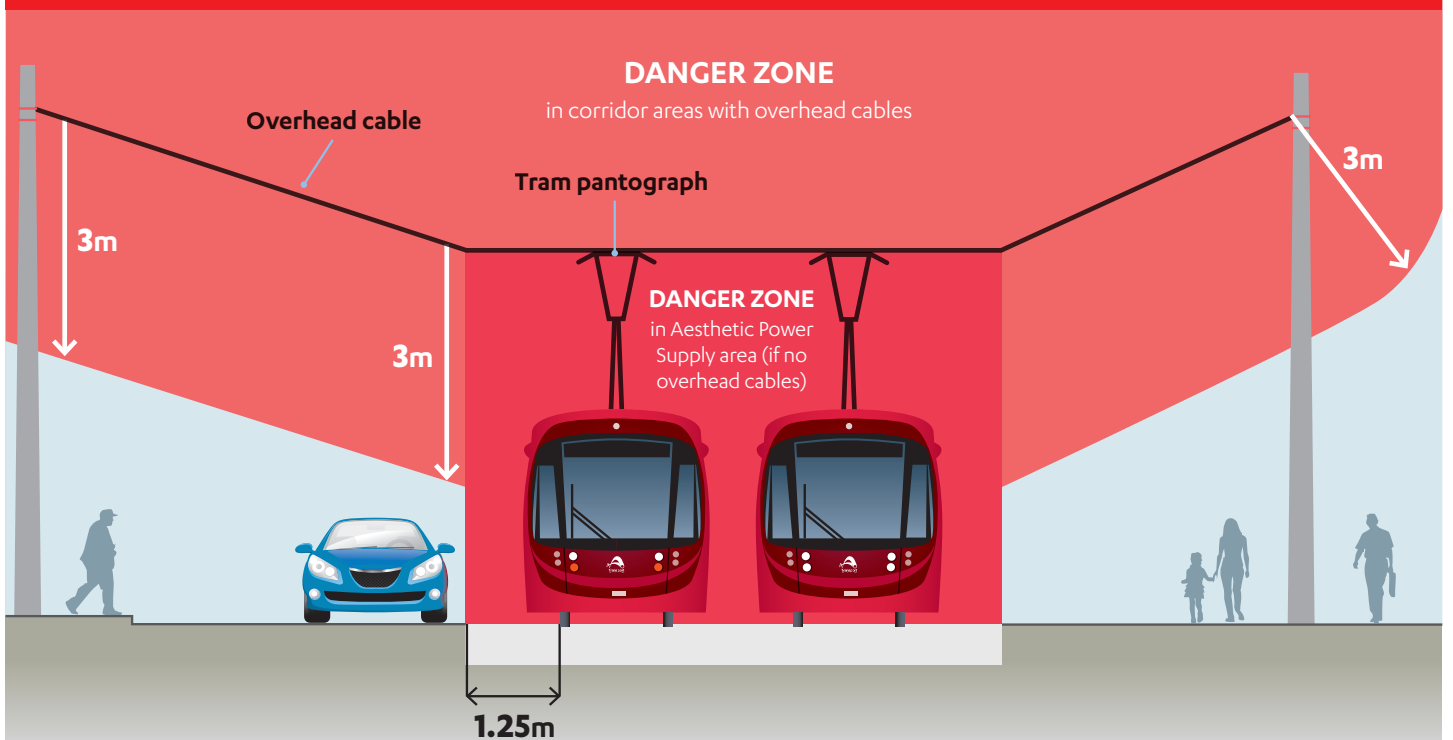 DANGER ZONE
in corridor areas with overhead cables
Overhead cable
Tram pantograph
3m
3m
3m
DANGER ZONE
in Aesthetic Power
Supply area (if no
overhead cables)
1.25m